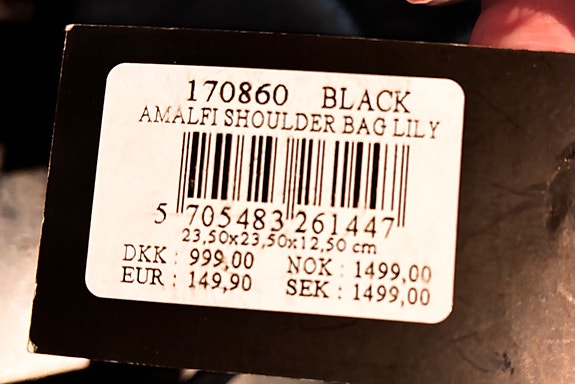 170860 BLACK
AMALFI SHOULDER BAG LILY
5 705483 261447
23,50x23,50x12,50 cm
DKK : 999,00 NOK : 1499,00
EUR : 149,90 SEK : 1499,00